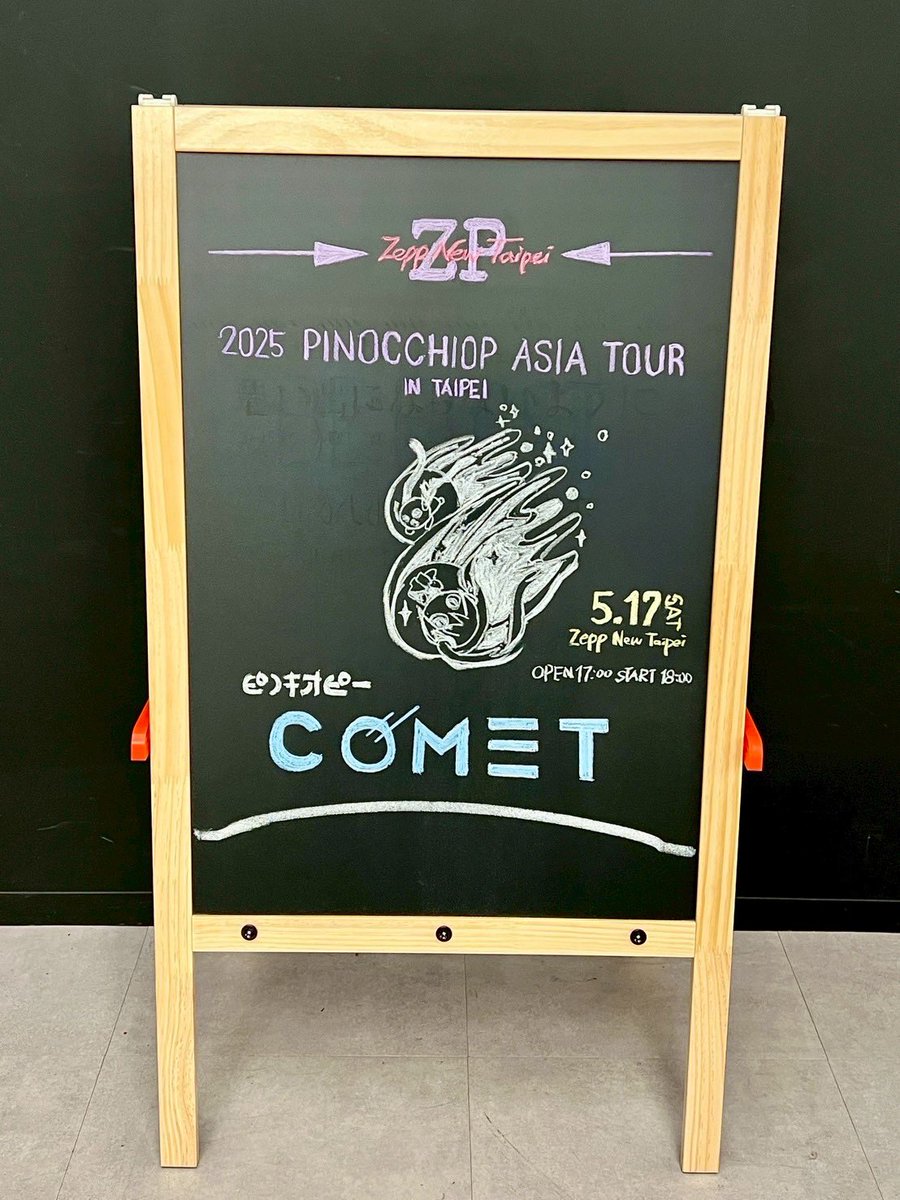 ZP
Zepp New Taipei
2025 PINOCCHIOP ASIA TOUR
IN TAIPEI
5.17 SAT
Zepp New Taipei
OPEN 17:00 START 18:00
ピノキオピー
COMET